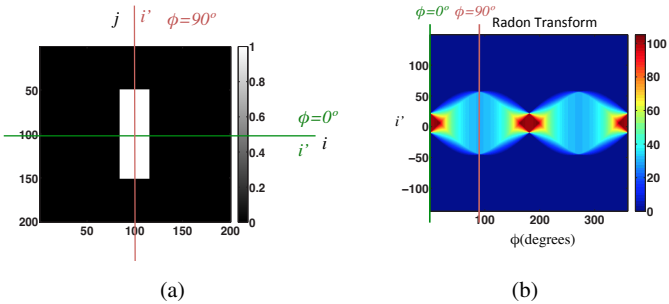 j i' ϕ=90°
1
0.8
0.6
0.4
0.2
0
50
100
150
200
50 100 150 200
ϕ=0°
i' i
(a)
ϕ=0° ϕ=90°
Radon Transform
150
100
50
0
-50
-100
i'
100 200 300
ϕ(degrees)
100
80
60
40
20
0
(b)